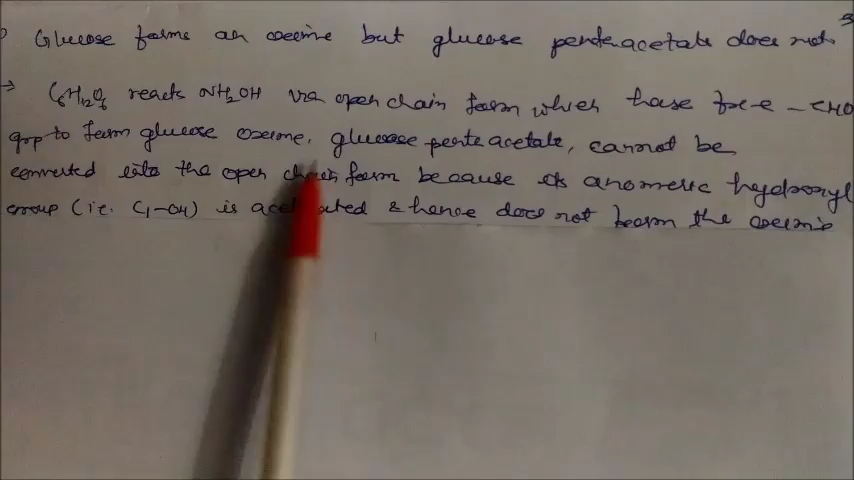 Glucose forms an oxime but glucose pentaacetate does not.
→ C6H12O6 reacts NH2OH via open chain form which have free -CHO
grp to form glucose oxime. glucose pentaacetate, cannot be
converted into the open chain form because its anomeric hydroxyl
group (i.e. C1-OH) is acetylated & hence does not form the oxime